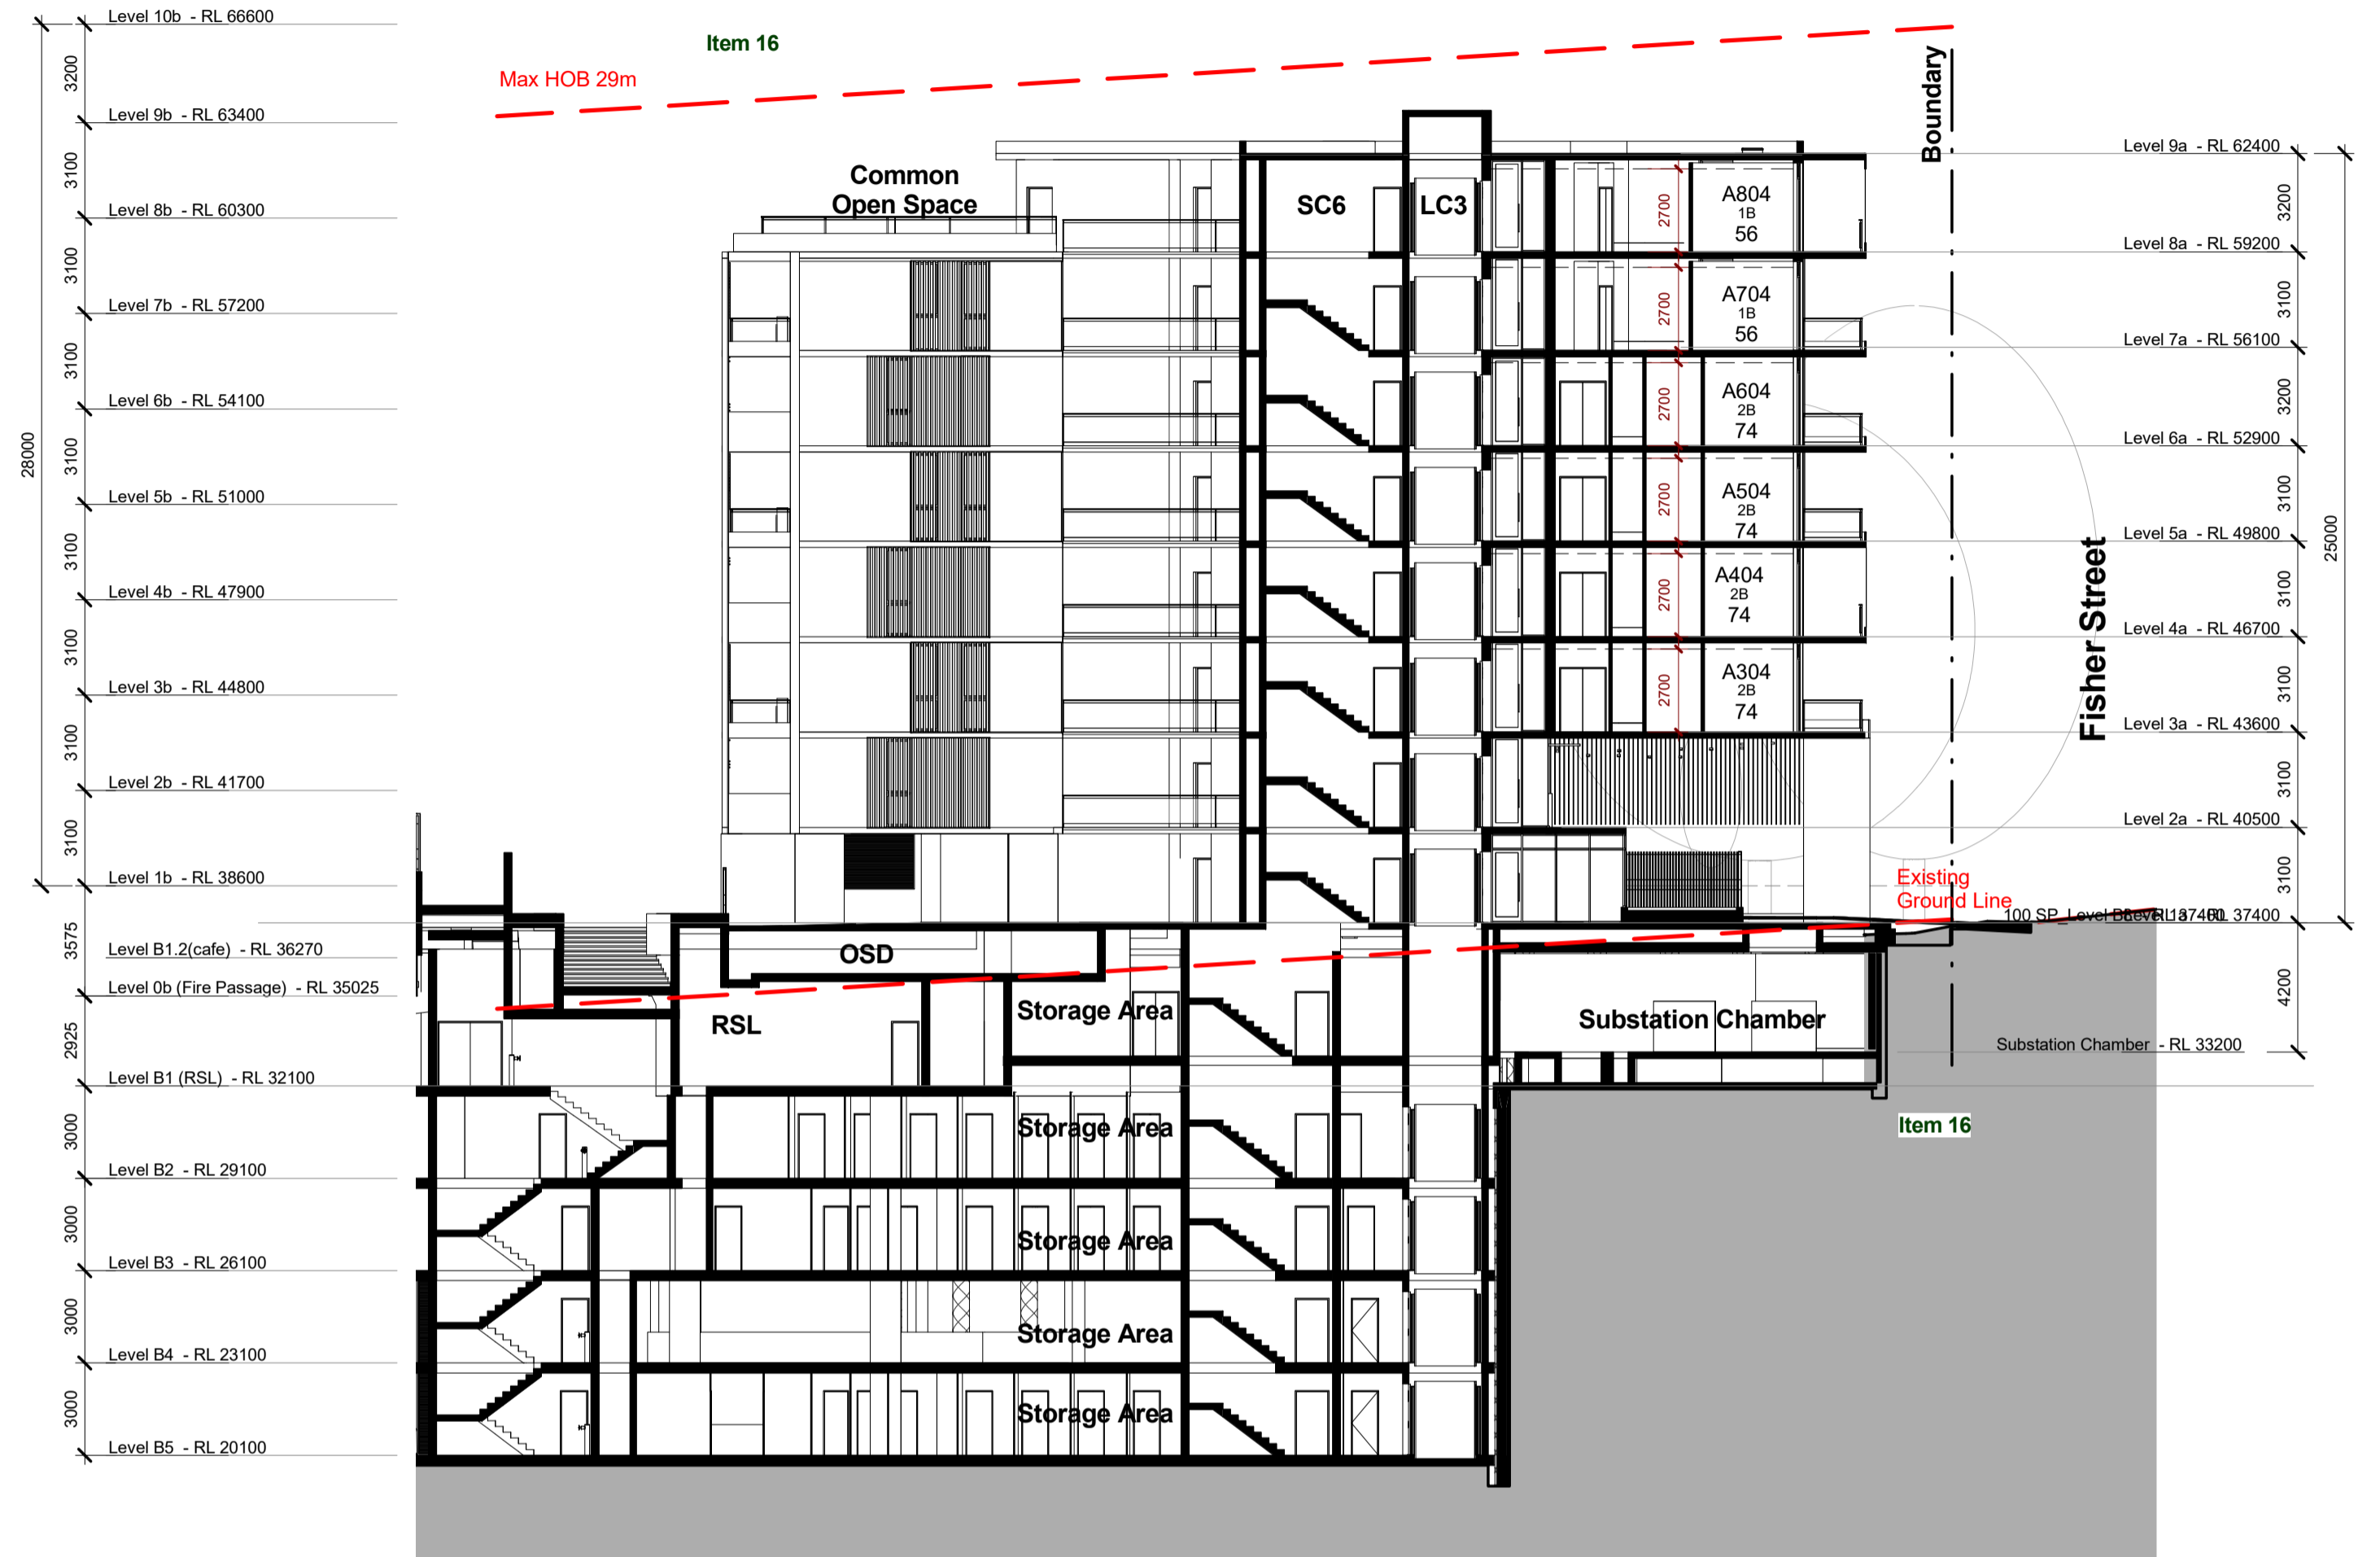 Level 10b - RL 66600
Item 16
Max HOB 29m
Boundary
3200
Level 9b - RL 63400
3100
Level 8b - RL 60300
3100
Level 7b - RL 57200
3100
Level 6b - RL 54100
3100
Level 5b - RL 51000
3100
Level 4b - RL 47900
3100
Level 3b - RL 44800
3100
Level 2b - RL 41700
3100
Level 1b - RL 38600
28000
3575
Level B1.2(cafe) - RL 36270
Level 0b (Fire Passage) - RL 35025
2925
Level B1 (RSL) - RL 32100
3000
Level B2 - RL 29100
3000
Level B3 - RL 26100
3000
Level B4 - RL 23100
3000
Level B5 - RL 20100
Common
Open Space
SC6
LC3
2700
A804
1B
56
2700
A704
1B
56
2700
A604
2B
74
2700
A504
2B
74
2700
A404
2B
74
2700
A304
2B
74
OSD
RSL
Storage Area
Storage Area
Storage Area
Storage Area
Storage Area
Substation Chamber
Fisher Street
Existing
Ground Line
Level 9a - RL 62400
3200
Level 8a - RL 59200
3100
Level 7a - RL 56100
3200
Level 6a - RL 52900
3100
Level 5a - RL 49800
3100
Level 4a - RL 46700
3100
Level 3a - RL 43600
3100
Level 2a - RL 40500
3100
25000
100 SP
RL 37400
4200
Substation Chamber - RL 33200
Item 16